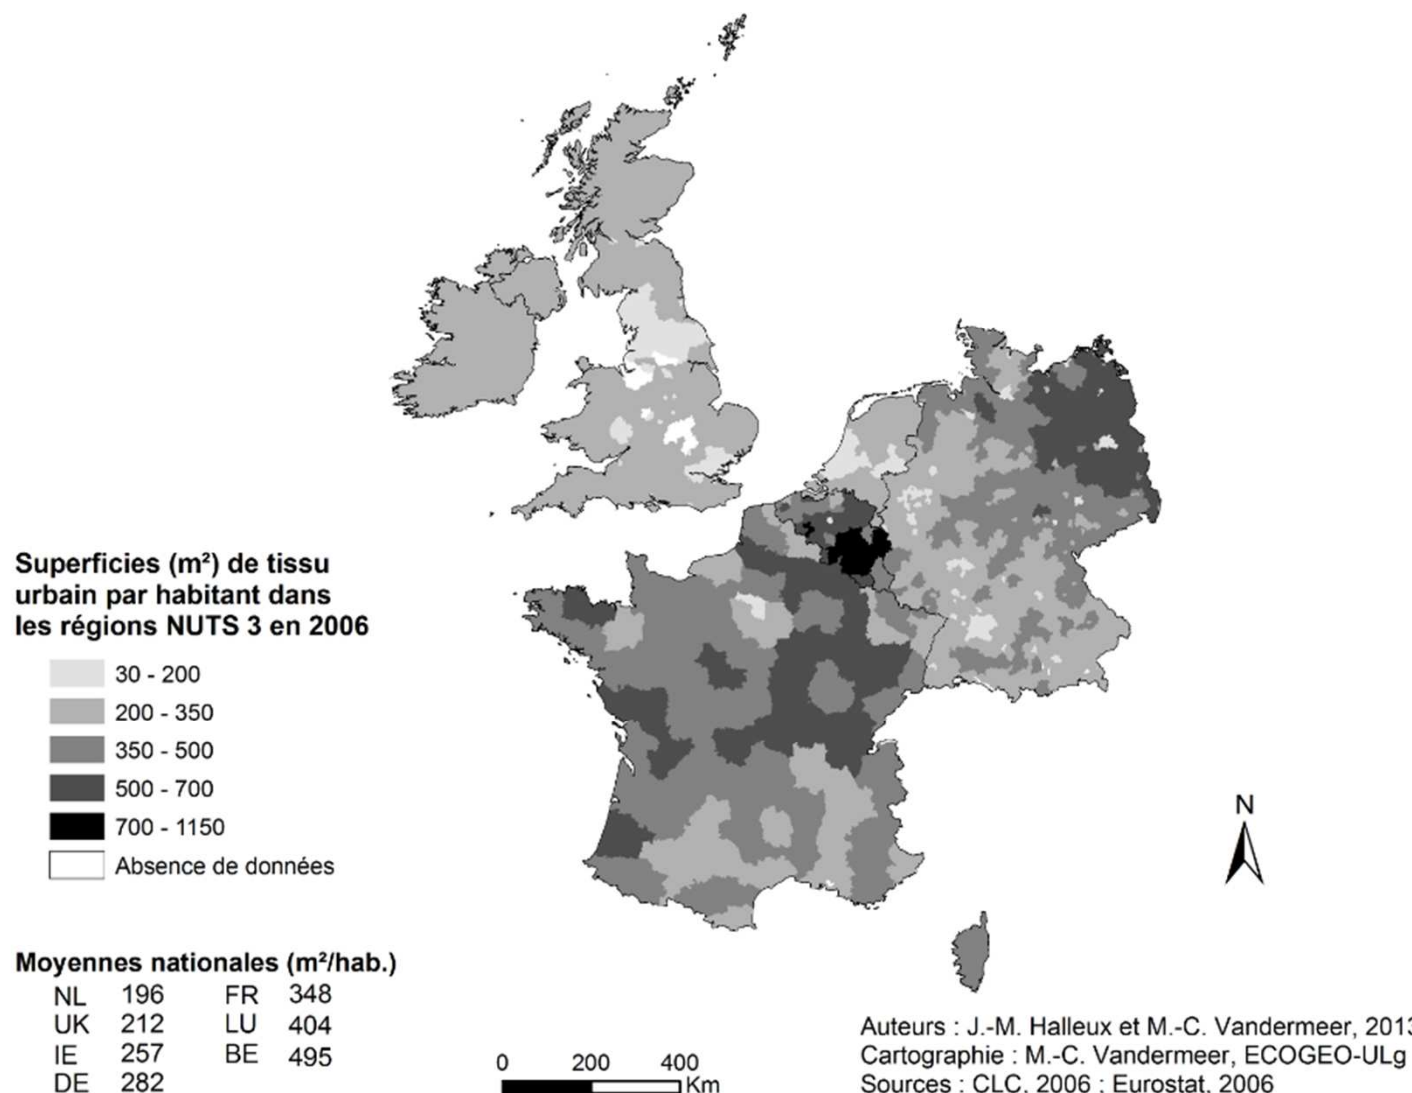 Superficies (m²) de tissu
urbain par habitant dans
les régions NUTS 3 en 2006
30 - 200
200 - 350
350 - 500
500 - 700
700 - 1150
Absence de données
N
Moyennes nationales (m²/hab.)
NL 196 FR 348
UK 212 LU 404
IE 257 BE 495
DE 282
0 200 400
Km
Auteurs : J.-M. Halleux et M.-C. Vandermeer, 2013
Cartographie : M.-C. Vandermeer, ECOGEO-ULg
Sources : CLC, 2006 ; Eurostat, 2006